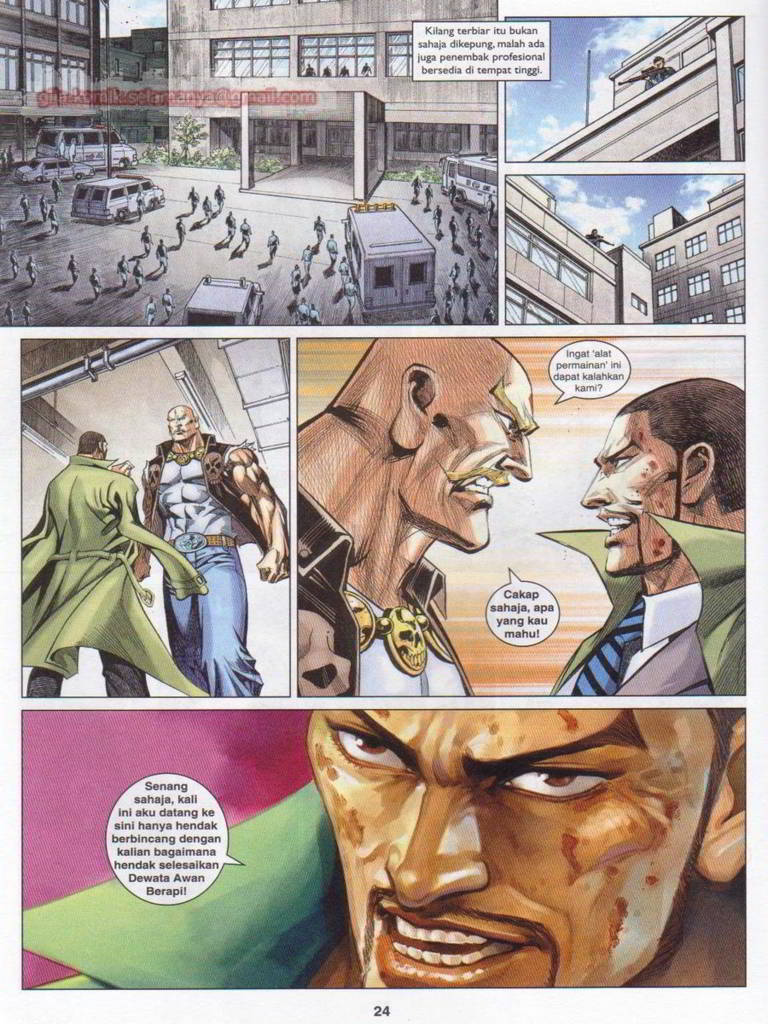 Kilang terbiar itu bukan
sahaja dikepung, malah ada
juga penembak profesional
bersedia di tempat tinggi.
Ingat 'alat
permainan' ini
dapat kalahkan
kami?
Cakap
sahaja, apa
yang kau
mahu!
Senang
sahaja, kali
ini aku datang ke
sini hanya hendak
berbincang dengan
kalian bagaimana
hendak selesaikan
Dewata Awan
Berapi!
24